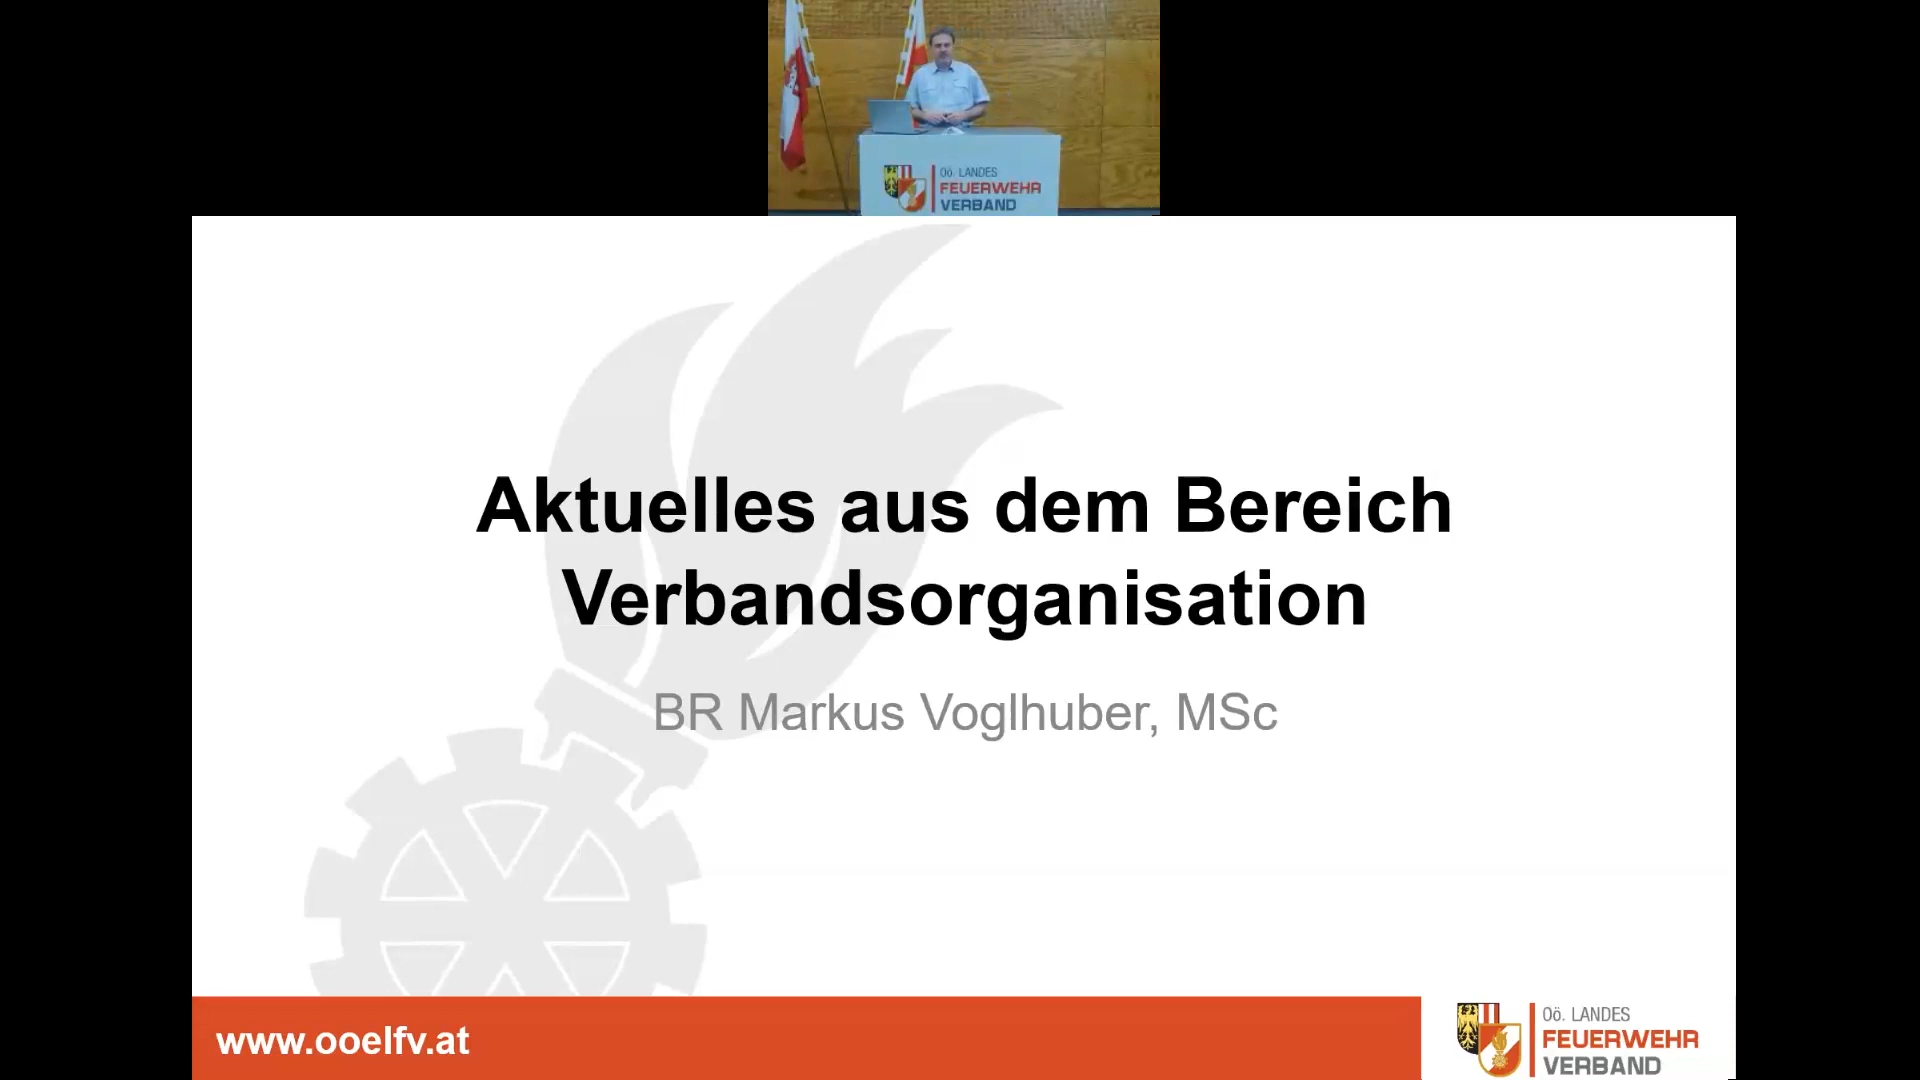 Oö. LANDES
FEUERWEHR
VERBAND
Aktuelles aus dem Bereich
Verbandsorganisation
BR Markus Voglhuber, MSc
www.ooelfv.at
Oö. LANDES
FEUERWEHR
VERBAND